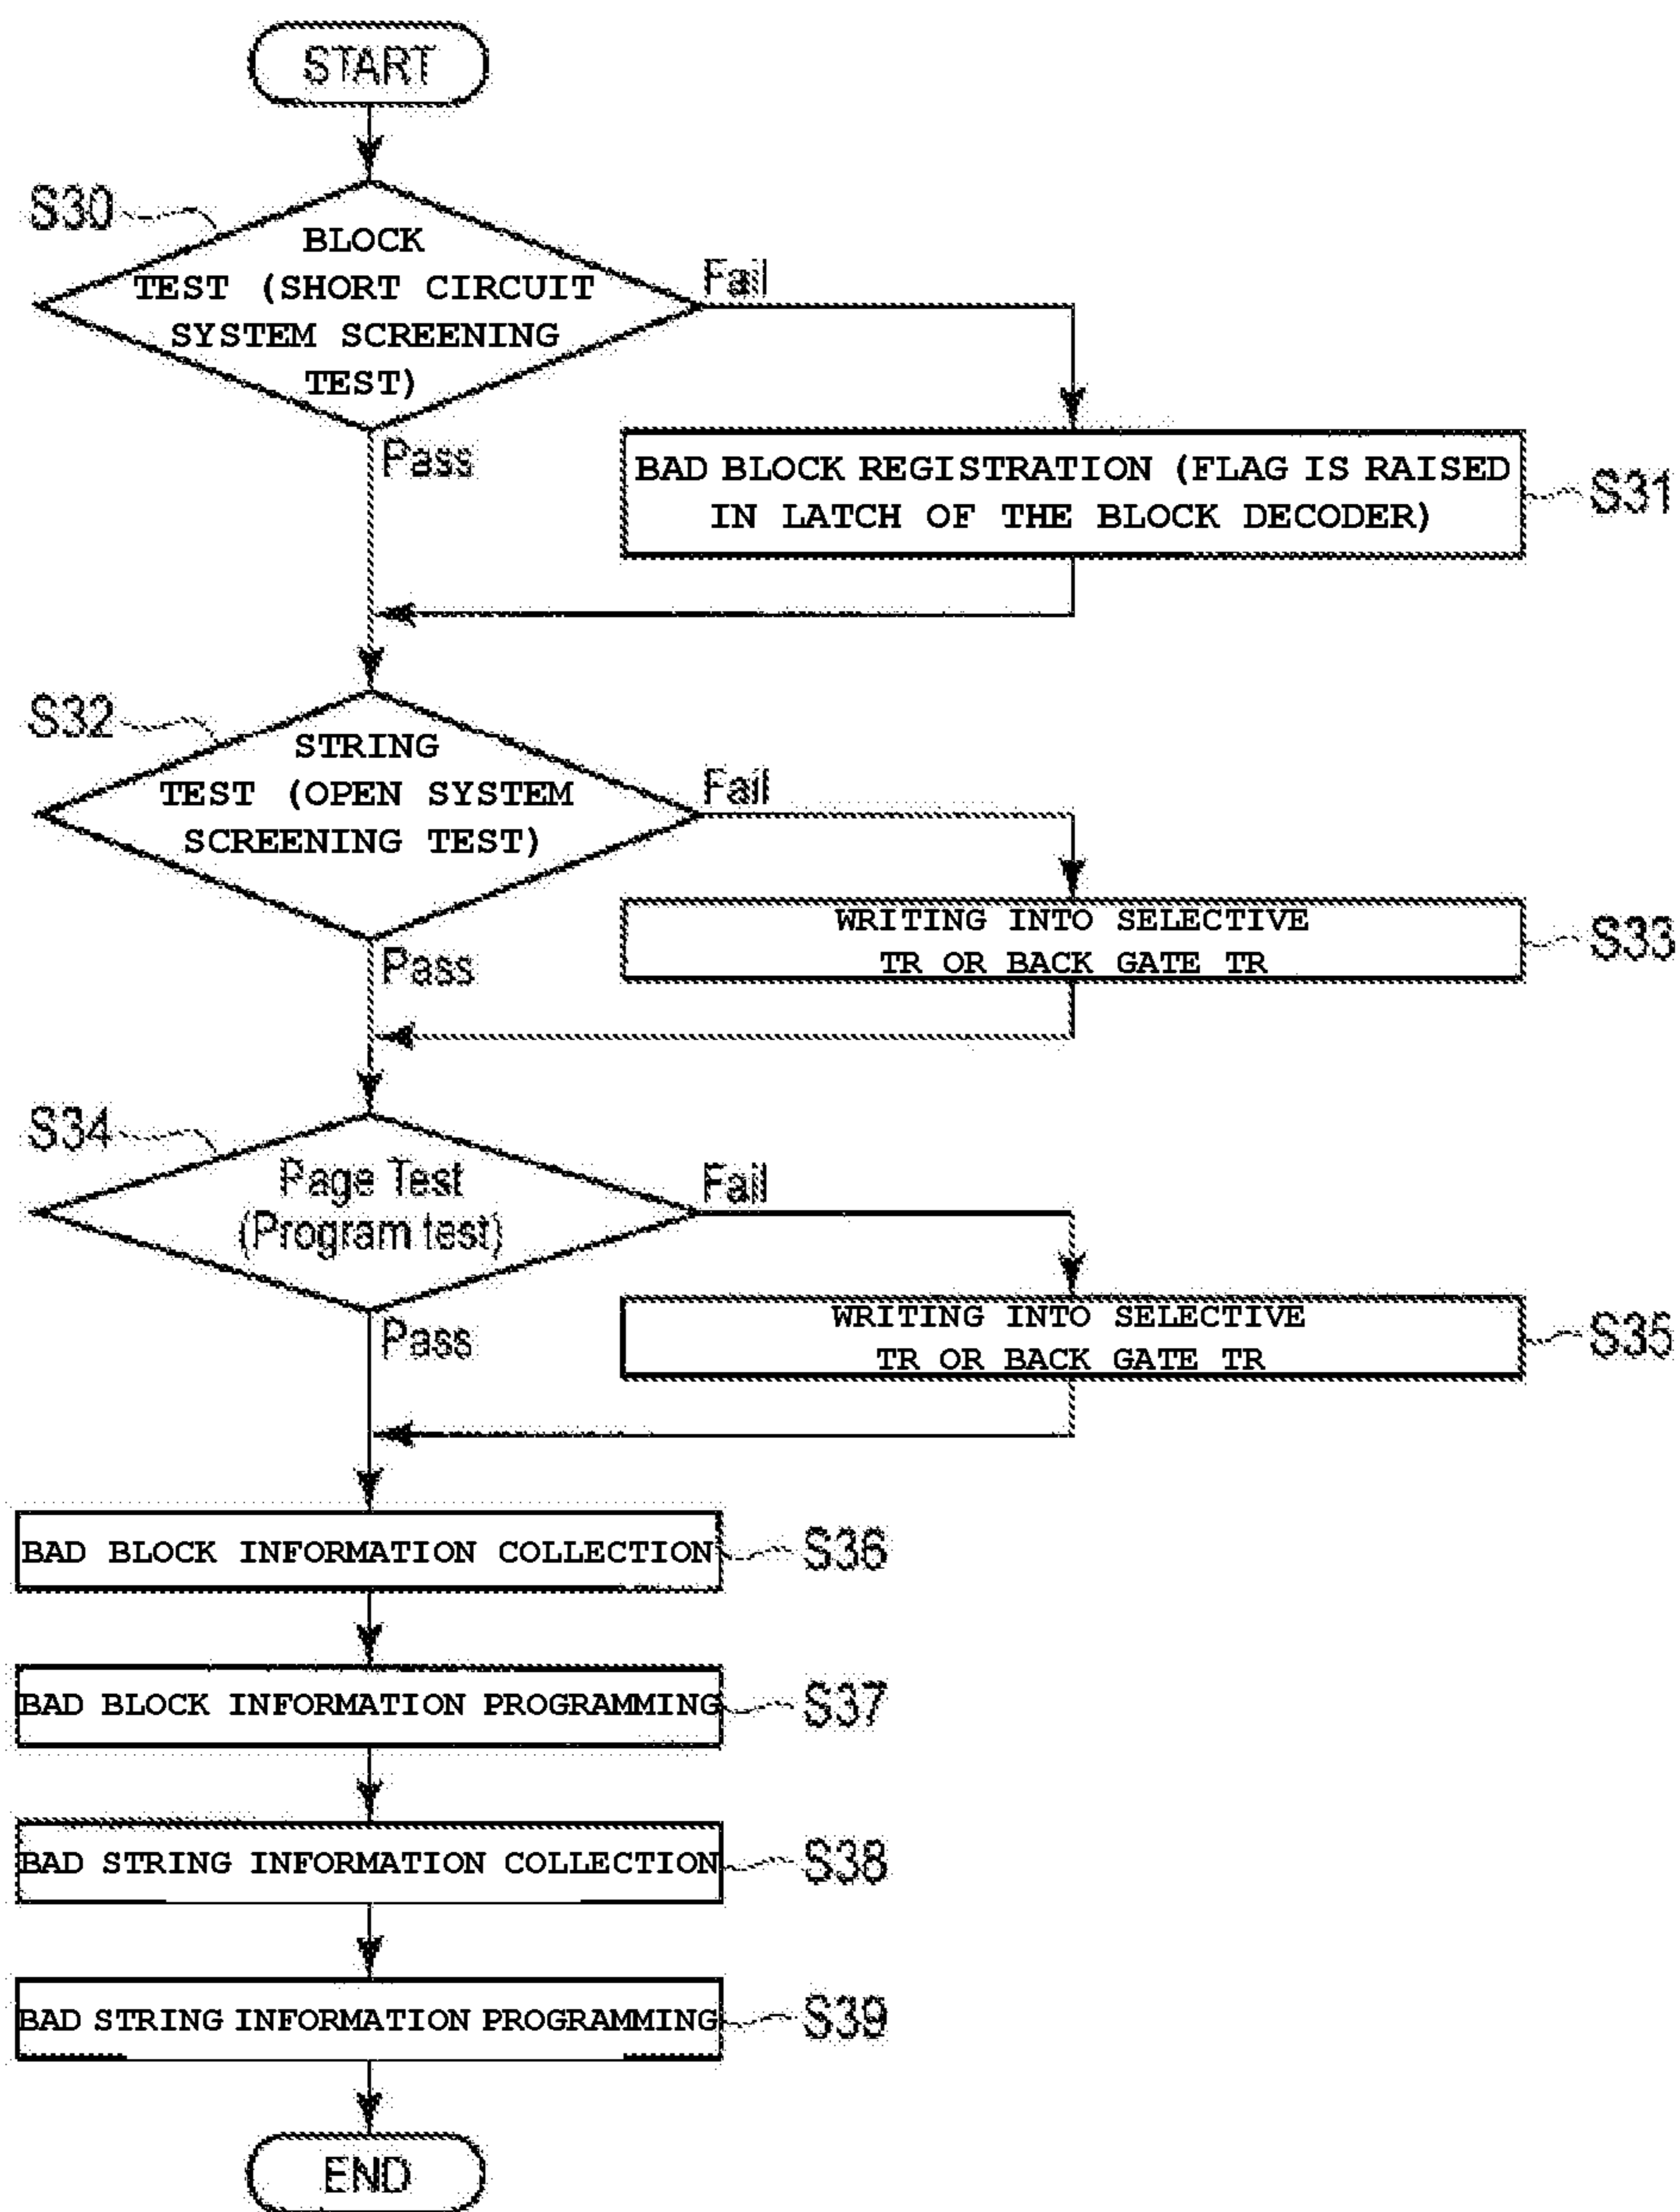 START
S30
BLOCK
TEST (SHORT CIRCUIT
SYSTEM SCREENING
TEST)
Fail
Pass
BAD BLOCK REGISTRATION (FLAG IS RAISED
IN LATCH OF THE BLOCK DECODER)
S31
S32
STRING
TEST (OPEN SYSTEM
SCREENING TEST)
Fail
Pass
WRITING INTO SELECTIVE
TR OR BACK GATE TR
S33
S34
Page Test
(Program test)
Fail
Pass
WRITING INTO SELECTIVE
TR OR BACK GATE TR
S35
BAD BLOCK INFORMATION COLLECTION
S36
BAD BLOCK INFORMATION PROGRAMMING
S37
BAD STRING INFORMATION COLLECTION
S38
BAD STRING INFORMATION PROGRAMMING
S39
END